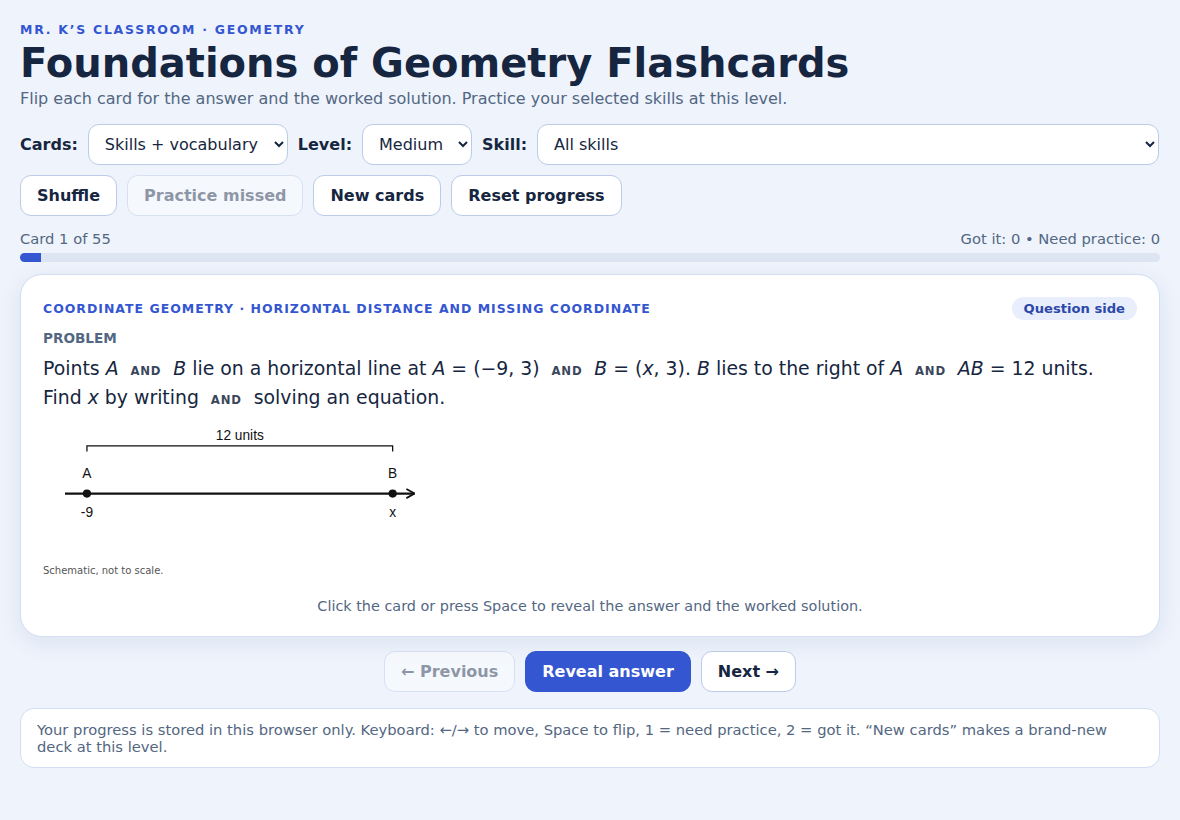 MR. K’S CLASSROOM · GEOMETRY
Foundations of Geometry Flashcards
Flip each card for the answer and the worked solution. Practice your selected skills at this level.
Cards: Skills + vocabulary Level: Medium Skill: All skills
Shuffle Practice missed New cards Reset progress
Card 1 of 55 Got it: 0 • Need practice: 0
COORDINATE GEOMETRY · HORIZONTAL DISTANCE AND MISSING COORDINATE Question side
PROBLEM
Points A AND B lie on a horizontal line at A = (−9, 3) AND B = (x, 3). B lies to the right of A AND AB = 12 units.
Find x by writing AND solving an equation.
12 units
A B
-9 x
Schematic, not to scale.
Click the card or press Space to reveal the answer and the worked solution.
← Previous Reveal answer Next →
Your progress is stored in this browser only. Keyboard: ←/→ to move, Space to flip, 1 = need practice, 2 = got it. “New cards” makes a brand-new
deck at this level.